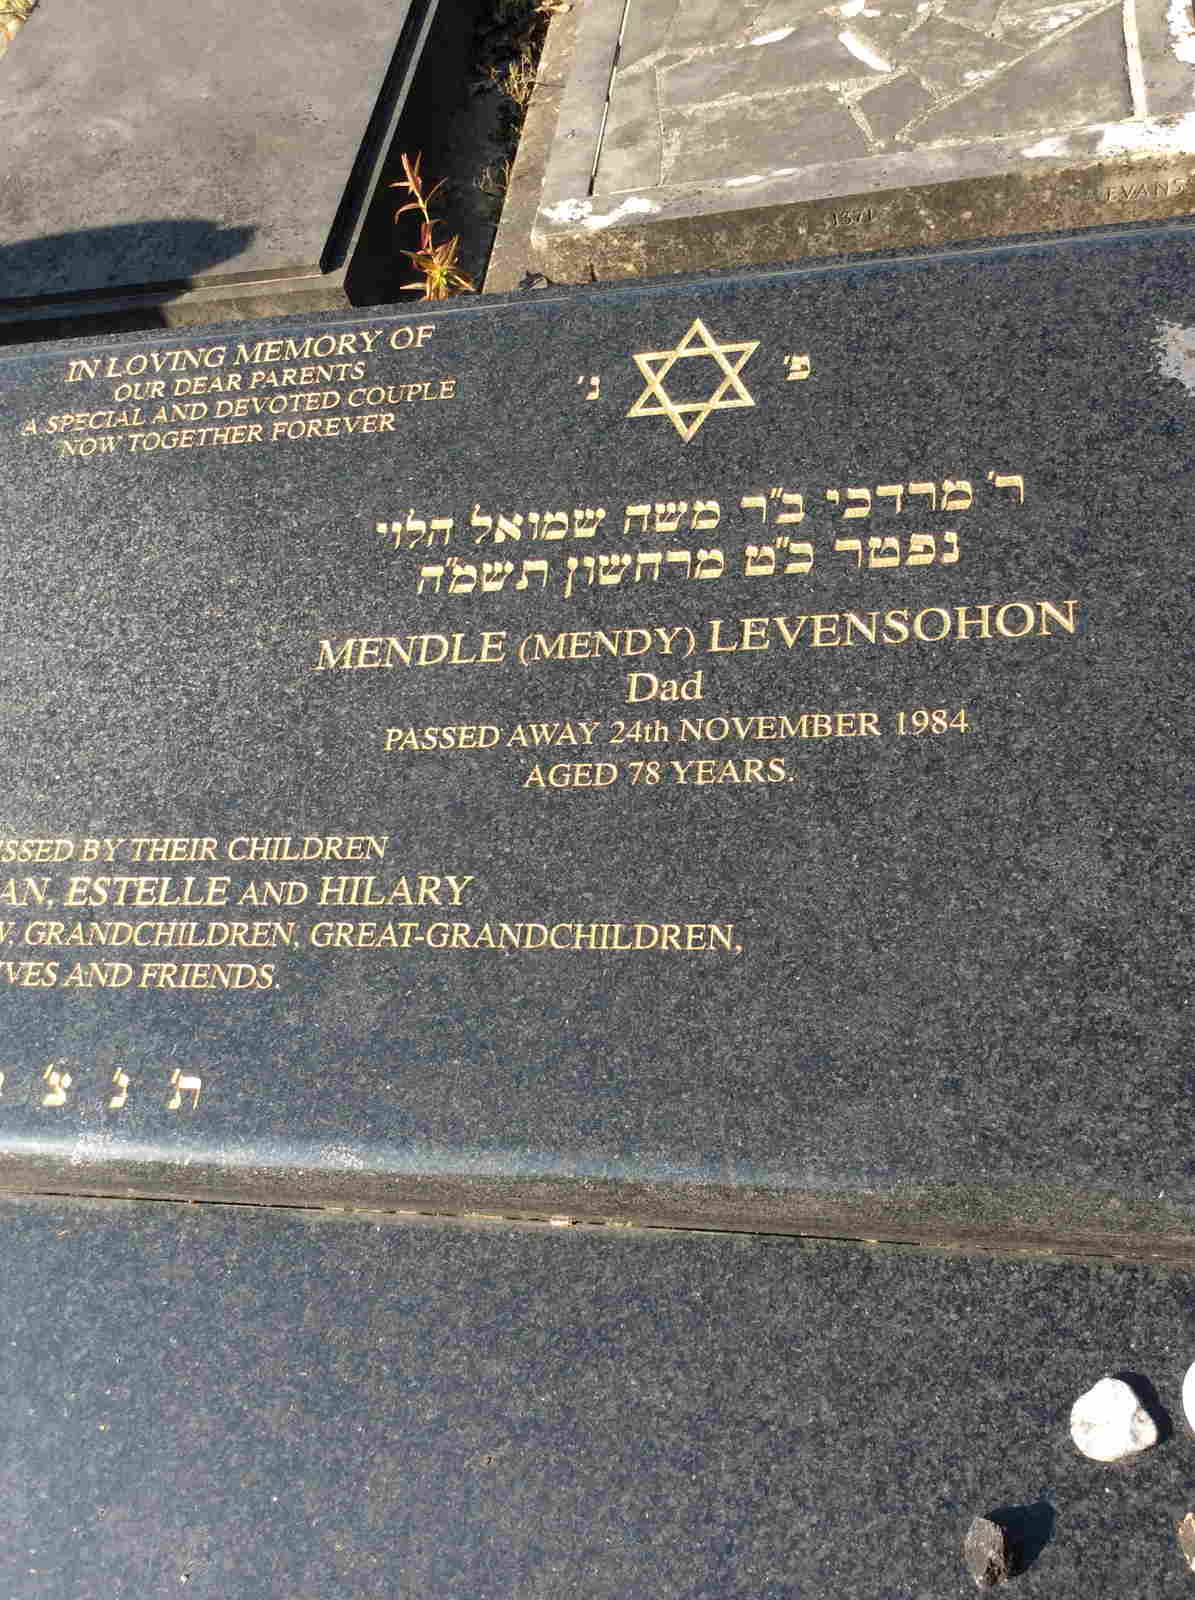 1371
EVANS
IN LOVING MEMORY OF
OUR DEAR PARENTS
A SPECIAL AND DEVOTED COUPLE
NOW TOGETHER FOREVER
פ' נ'
ר' מרדכי ב"ר משה שמואל הלוי
נפטר כ"ט מרחשון תשמ"ה
MENDLE (MENDY) LEVENSOHON
Dad
PASSED AWAY 24th NOVEMBER 1984
AGED 78 YEARS.
BY THEIR CHILDREN
ESTELLE AND HILARY
GRANDCHILDREN, GREAT-GRANDCHILDREN,
AND FRIENDS.
ת' נ' צ'